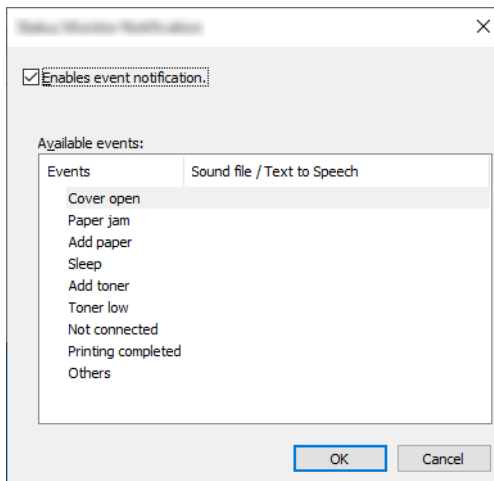 Enables event notification.
Available events:
Events Sound file / Text to Speech
Cover open
Paper jam
Add paper
Sleep
Add toner
Toner low
Not connected
Printing completed
Others
OK Cancel